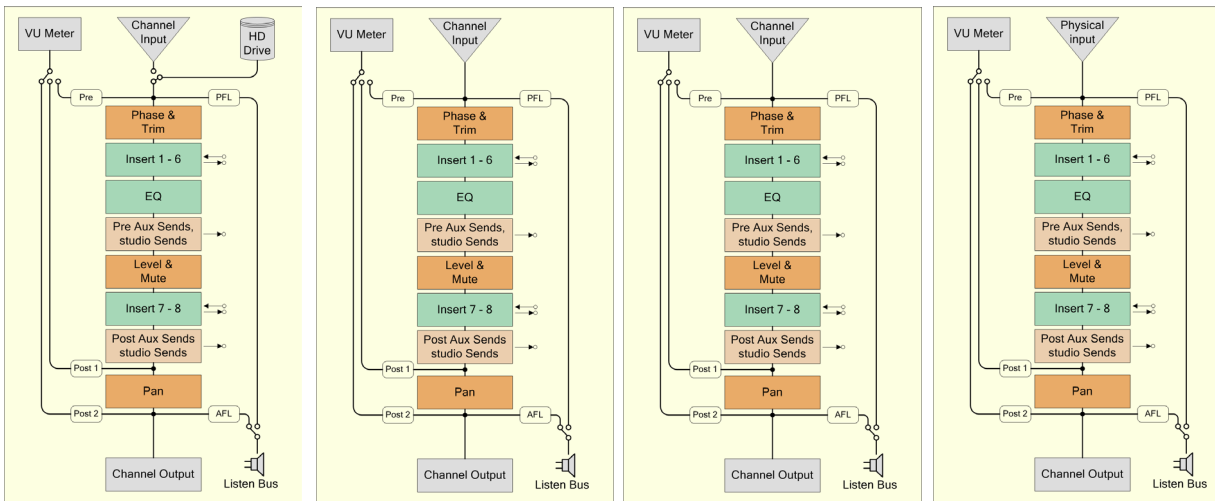 VU Meter
Channel
Input
HD
Drive
Pre
PFL
Phase &
Trim
Insert 1 - 6
EQ
Pre Aux Sends,
studio Sends
Level &
Mute
Insert 7 - 8
Post Aux Sends
studio Sends
Post 1
Pan
Post 2
AFL
Channel Output
Listen Bus
VU Meter
Channel
Input
Pre
PFL
Phase &
Trim
Insert 1 - 6
EQ
Pre Aux Sends,
studio Sends
Level &
Mute
Insert 7 - 8
Post Aux Sends
studio Sends
Post 1
Pan
Post 2
AFL
Channel Output
Listen Bus
VU Meter
Channel
Input
Pre
PFL
Phase &
Trim
Insert 1 - 6
EQ
Pre Aux Sends,
studio Sends
Level &
Mute
Insert 7 - 8
Post Aux Sends
studio Sends
Post 1
Pan
Post 2
AFL
Channel Output
Listen Bus
VU Meter
Physical
input
Pre
PFL
Phase &
Trim
Insert 1 - 6
EQ
Pre Aux Sends,
studio Sends
Level &
Mute
Insert 7 - 8
Post Aux Sends
studio Sends
Post 1
Pan
Post 2
AFL
Channel Output
Listen Bus